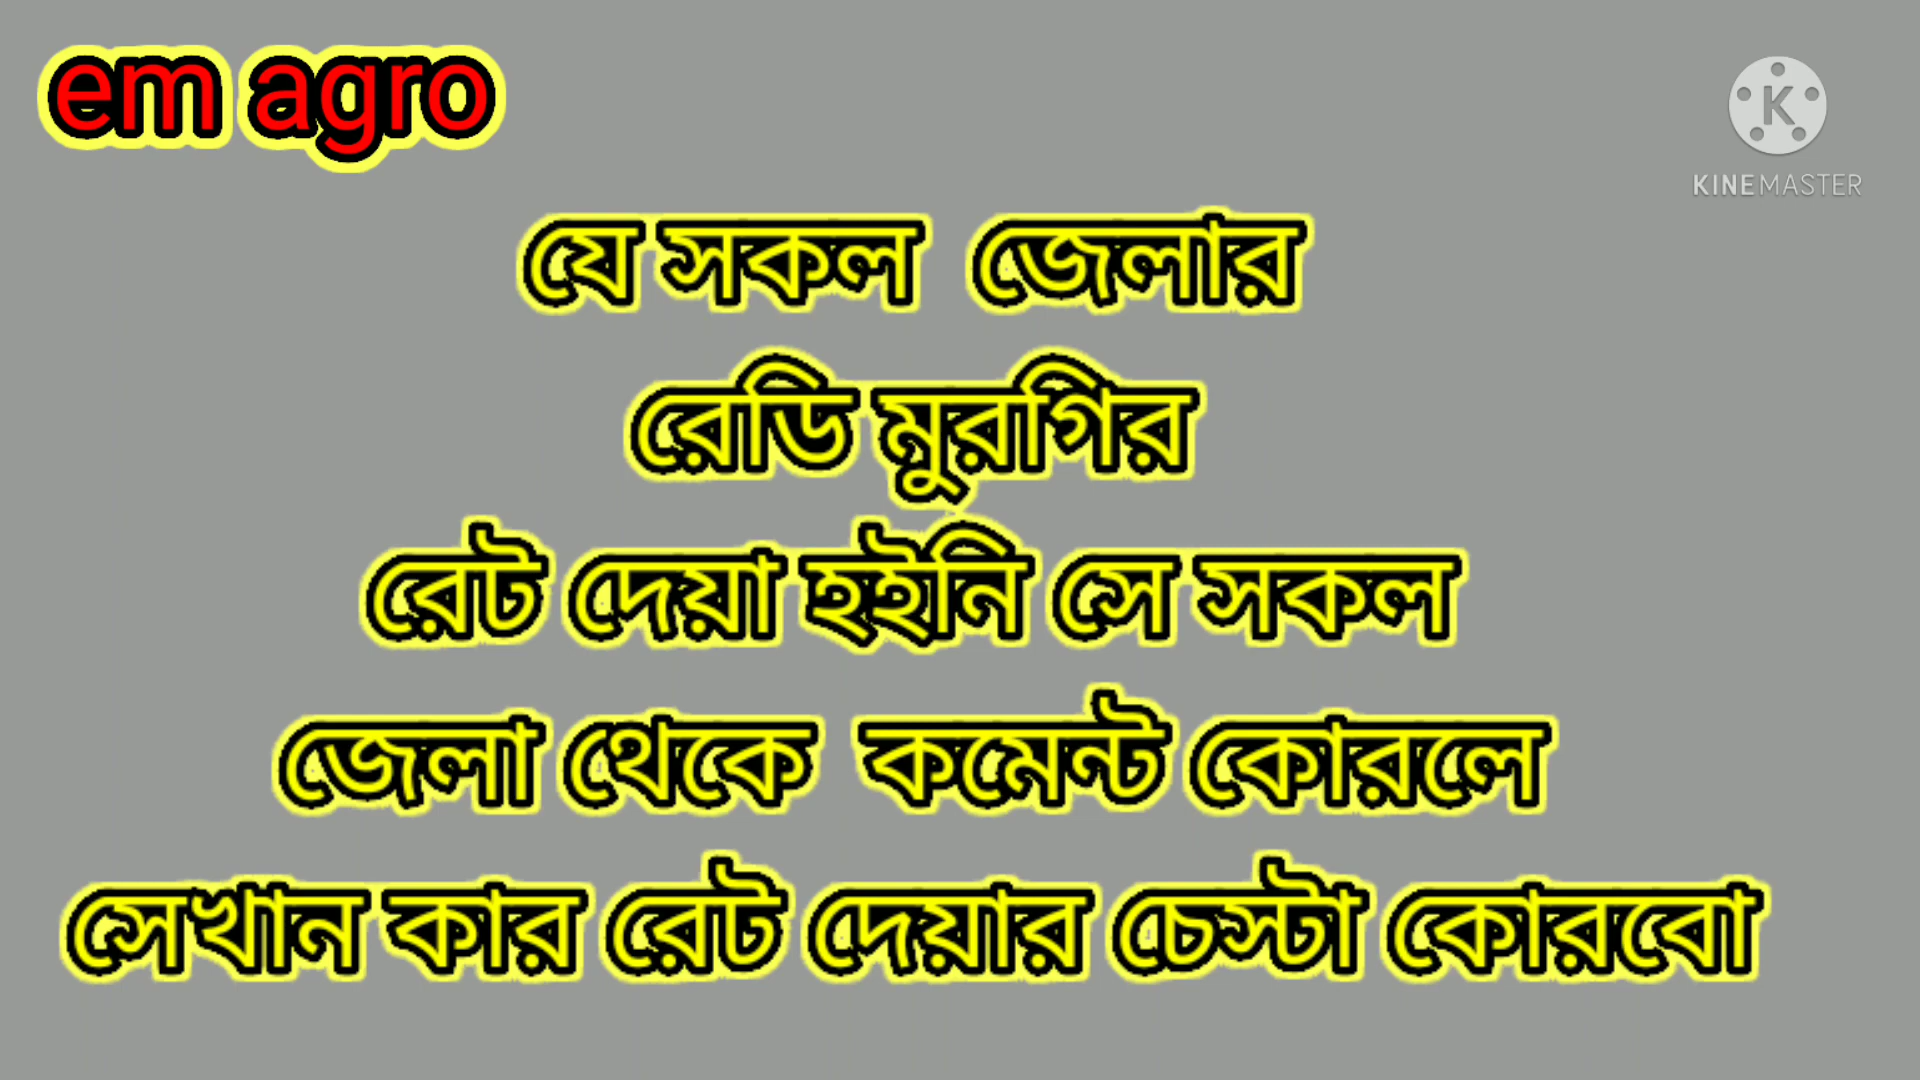 em agro
KINEMASTER
যে সকল জেলার
রেডি মুরগির
রেট দেয়া হইনি সে সকল
জেলা থেকে কমেন্ট কোরলে
সেখান কার রেট দেয়ার চেস্টা কোরবো